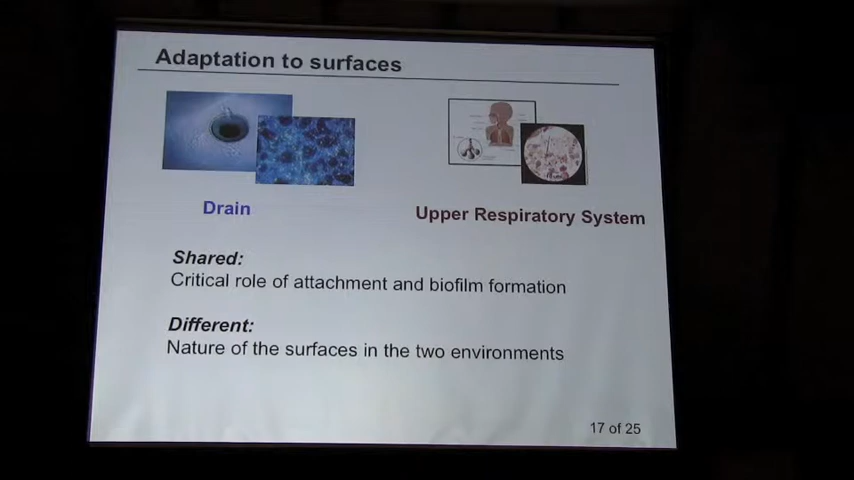 Adaptation to surfaces
Drain
Upper Respiratory System
Shared:
Critical role of attachment and biofilm formation
Different:
Nature of the surfaces in the two environments
17 of 25